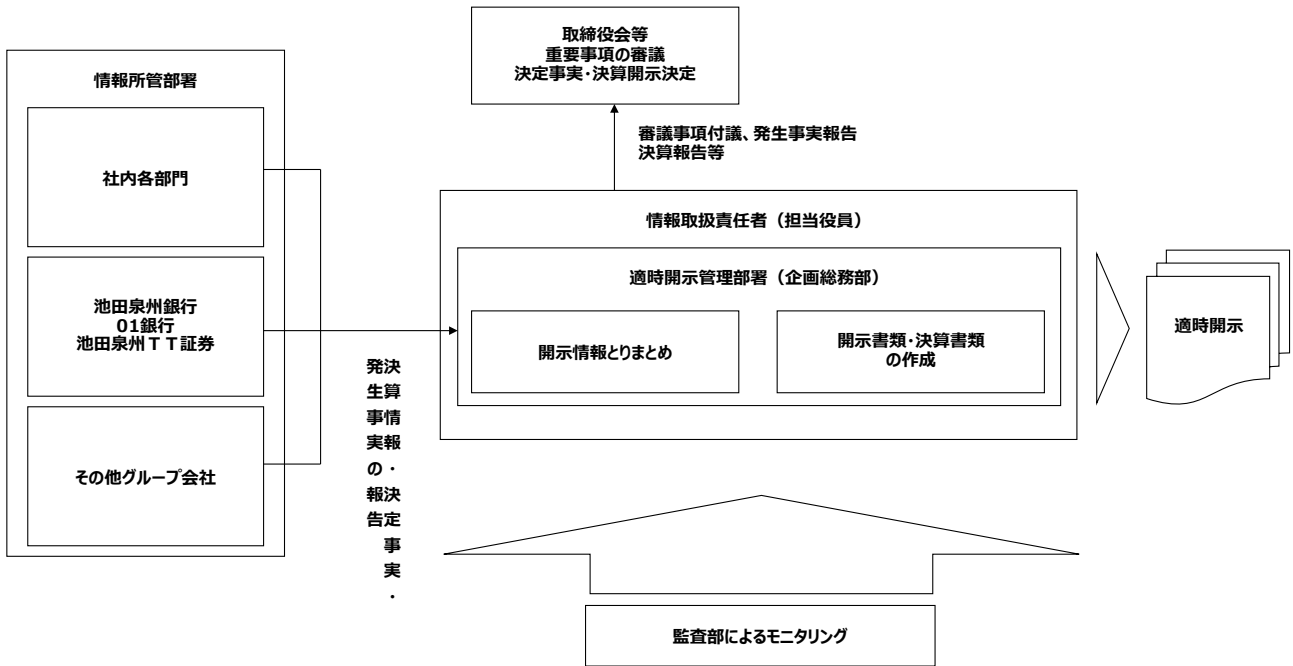 取締役会等
重要事項の審議
決定事実・決算開示決定
情報所管部署
社内各部門
審議事項付議、発生事実報告
決算報告等
情報取扱責任者（担当役員）
適時開示管理部署（企画総務部）
池田泉州銀行
01銀行
池田泉州ＴＴ証券
開示情報とりまとめ
開示書類・決算書類
の作成
適時開示
決算情報・決定事実・
発生事実の報告
その他グループ会社
監査部によるモニタリング